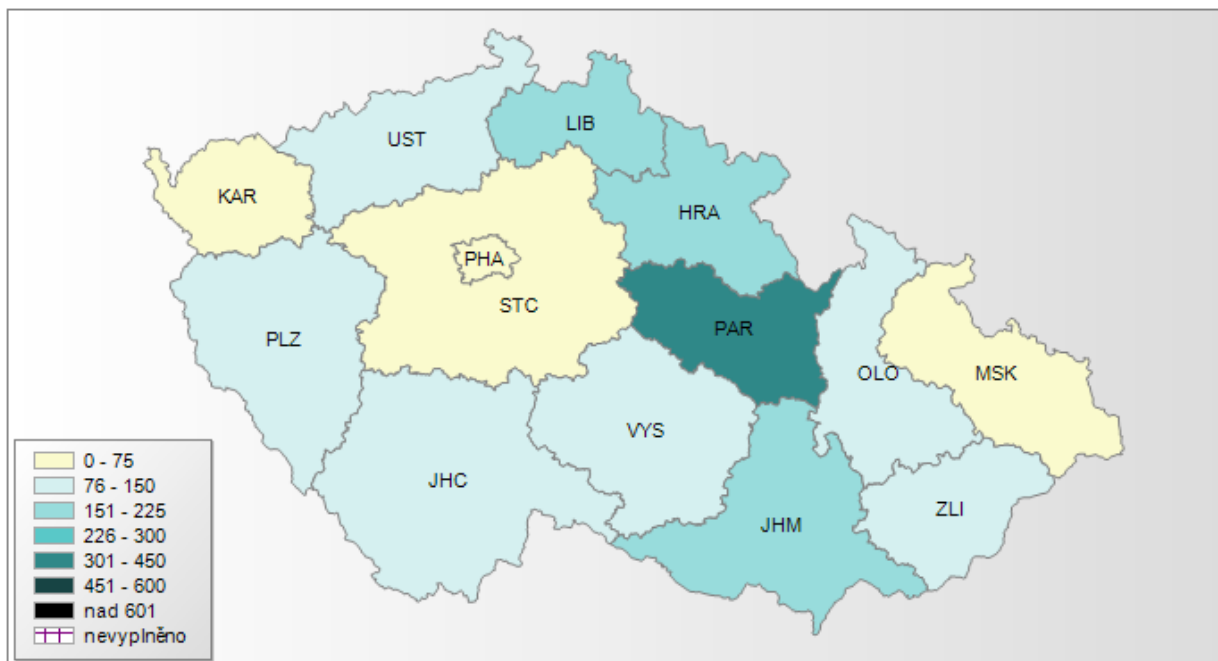 LIB
UST
KAR
HRA
PHA
STC
PAR
PLZ
OLO
MSK
VYS
JHC
ZLI
JHM
0 - 75
76 - 150
151 - 225
226 - 300
301 - 450
451 - 600
nad 601
nevyplněno